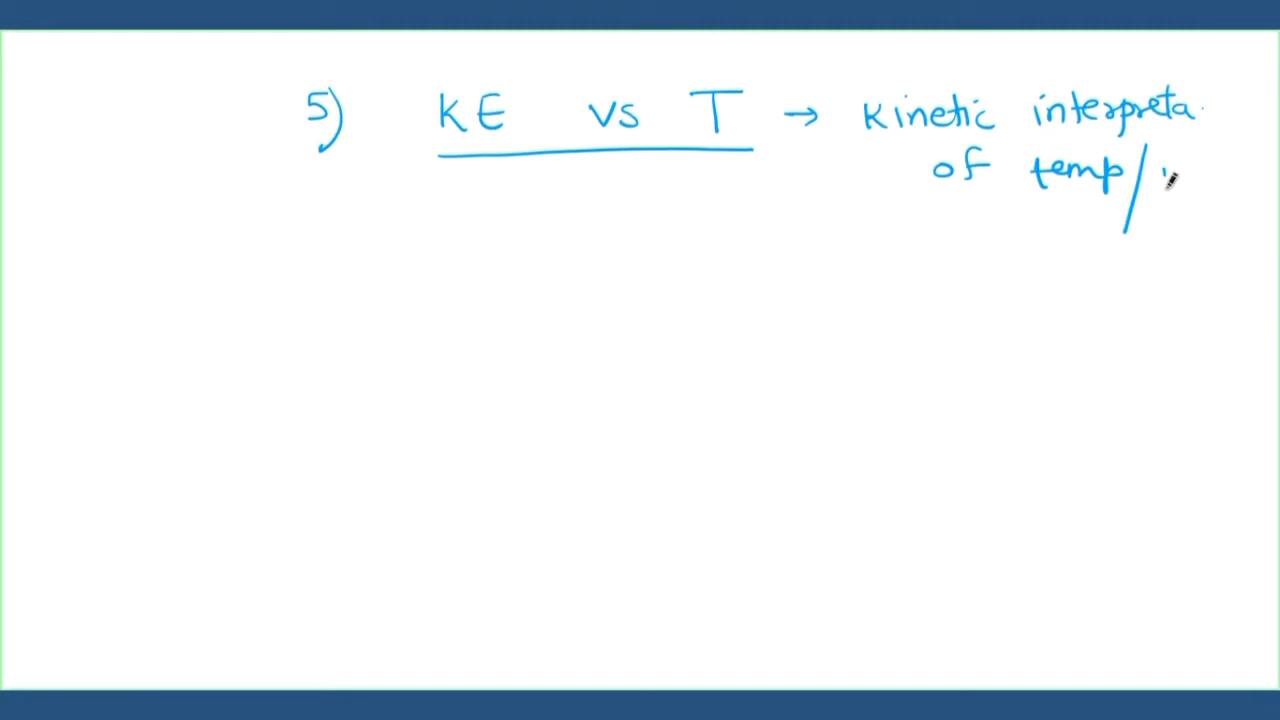 5) KE vs T → Kinetic interpreta.
of temp/